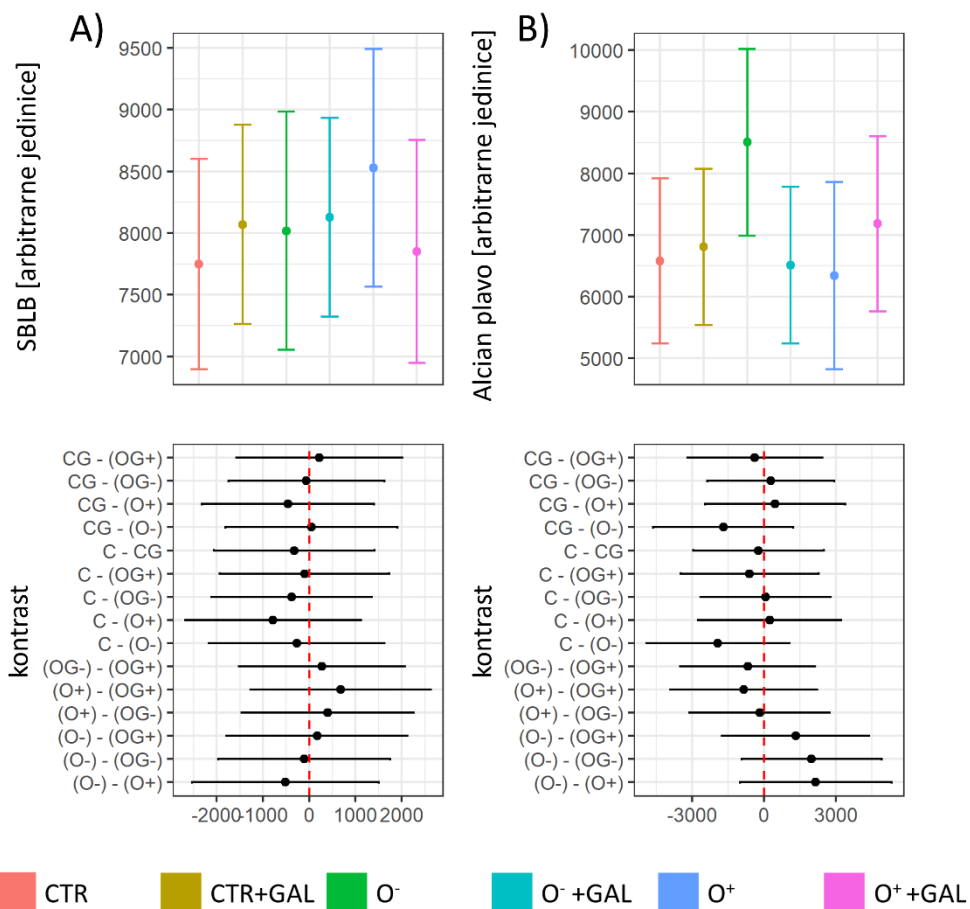 A)
SBLB [arbitrarne jedinice]
9500
9000
8500
8000
7500
7000
B)
Alcian plavo [arbitrarne jedinice]
10000
9000
8000
7000
6000
5000
kontrast
CG - (OG+)
CG - (OG-)
CG - (O+)
CG - (O-)
C - CG
C - (OG+)
C - (OG-)
C - (O+)
C - (O-)
(OG-) - (OG+)
(O+) - (OG+)
(O+) - (OG-)
(O-) - (OG+)
(O-) - (OG-)
(O-) - (O+)
-2000 -1000 0 1000 2000
kontrast
CG - (OG+)
CG - (OG-)
CG - (O+)
CG - (O-)
C - CG
C - (OG+)
C - (OG-)
C - (O+)
C - (O-)
(OG-) - (OG+)
(O+) - (OG+)
(O+) - (OG-)
(O-) - (OG+)
(O-) - (OG-)
(O-) - (O+)
-3000 0 3000
CTR CTR+GAL O⁻ O⁻ +GAL O⁺ O⁺ +GAL